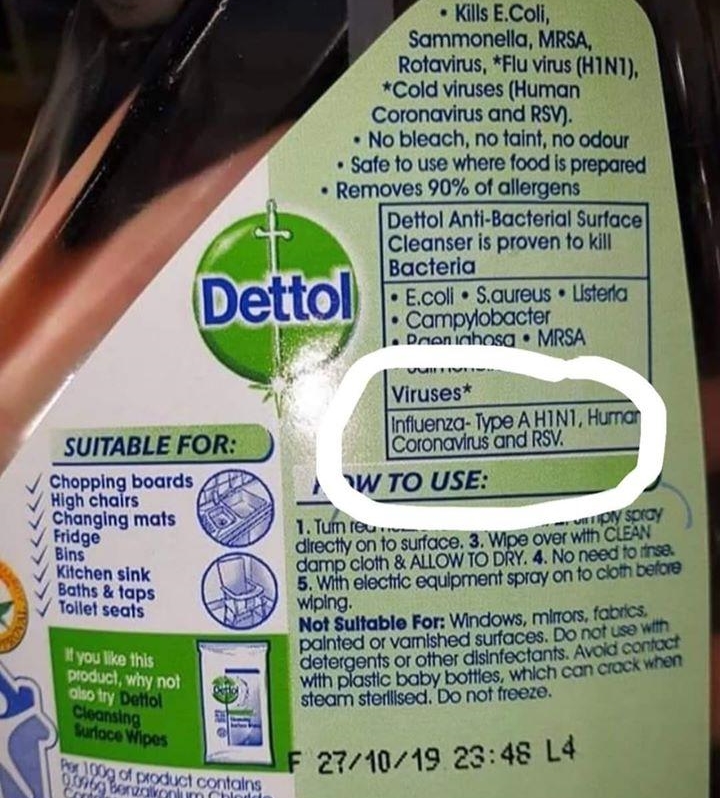 • Kills E.Coli,
Sammonella, MRSA,
Rotavirus, *Flu virus (H1N1),
*Cold viruses (Human
Coronavirus and RSV).
• No bleach, no taint, no odour
• Safe to use where food is prepared
• Removes 90% of allergens
Dettol Anti-Bacterial Surface
Cleanser is proven to kill
Bacteria
• E.coli • S.aureus • Listeria
• Campylobacter
• MRSA
Viruses*
Influenza- Type A H1N1, Human
Coronavirus and RSV.
Dettol
SUITABLE FOR:
Chopping boards
High chairs
Changing mats
Fridge
Bins
Kitchen sink
Baths & taps
Toilet seats
If you like this
product, why not
also try Dettol
Cleansing
Surface Wipes
Dettol
Per 100g of product contains
0.096g Benzalkonium
HOW TO USE:
1. Turn spray
directly on to surface. 3. Wipe over with CLEAN
damp cloth & ALLOW TO DRY. 4. No need to rinse.
5. With electric equipment spray on to cloth before
wiping.
Not Suitable For: Windows, mirrors, fabrics,
painted or varnished surfaces. Do not use with
detergents or other disinfectants. Avoid contact
with plastic baby bottles, which can crack when
steam sterilised. Do not freeze.
F 27/10/19 23:48 L4